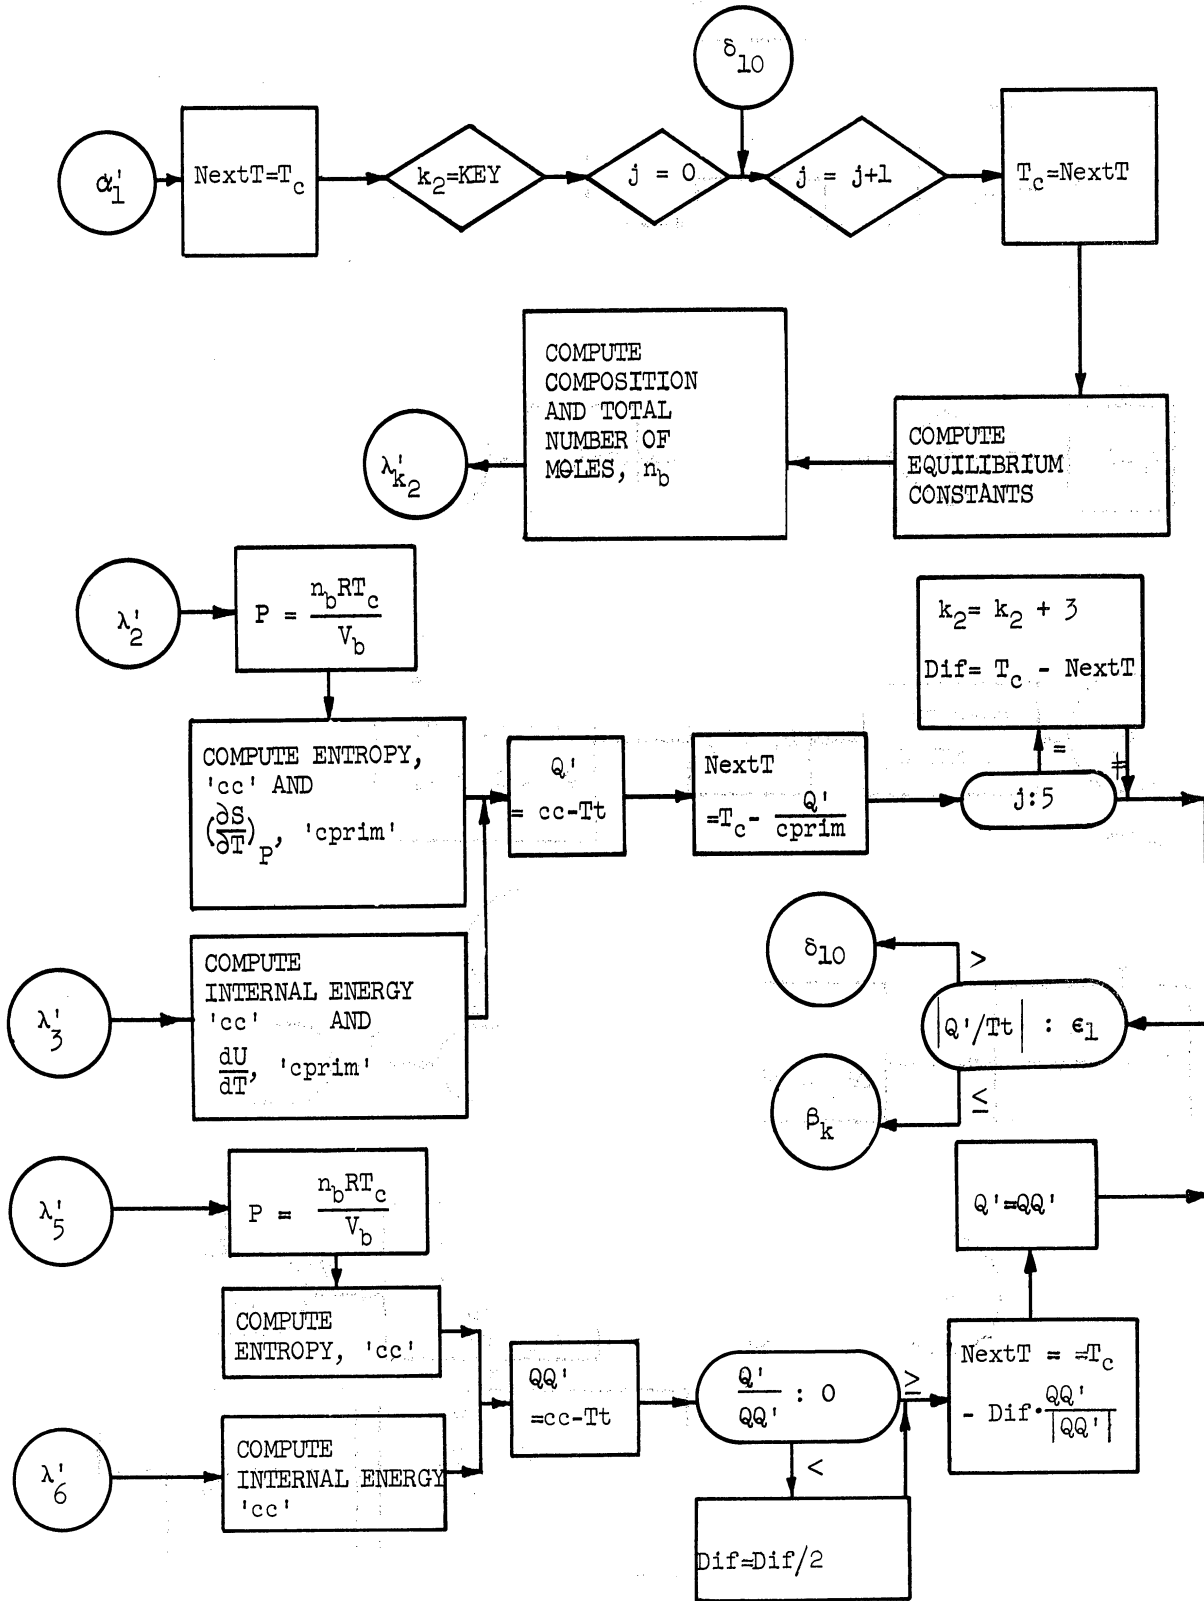 δ10
α'1
NextT=Tc
k2=KEY
j = 0
j = j+1
Tc=NextT
COMPUTE
COMPOSITION
AND TOTAL
NUMBER OF
MOLES, nb
COMPUTE
EQUILIBRIUM
CONSTANTS
λ'k2
λ'2
P = nbRTc / Vb
k2= k2 + 3
Dif= Tc - NextT
COMPUTE ENTROPY,
'cc' AND
(∂S/∂T)P, 'cprim'
Q'
= cc-Tt
NextT
=Tc- Q'/cprim
=
≠
j:5
λ'3
COMPUTE
INTERNAL ENERGY
'cc' AND
dU/dT, 'cprim'
δ10
>
|Q'/Tt| : ϵ1
≤
βk
λ'5
P = nbRTc / Vb
Q'=QQ'
COMPUTE
ENTROPY, 'cc'
QQ'
=cc-Tt
Q'/QQ' : 0
≥
<
NextT = =Tc
- Dif·QQ'/|QQ'|
λ'6
COMPUTE
INTERNAL ENERGY
'cc'
Dif=Dif/2